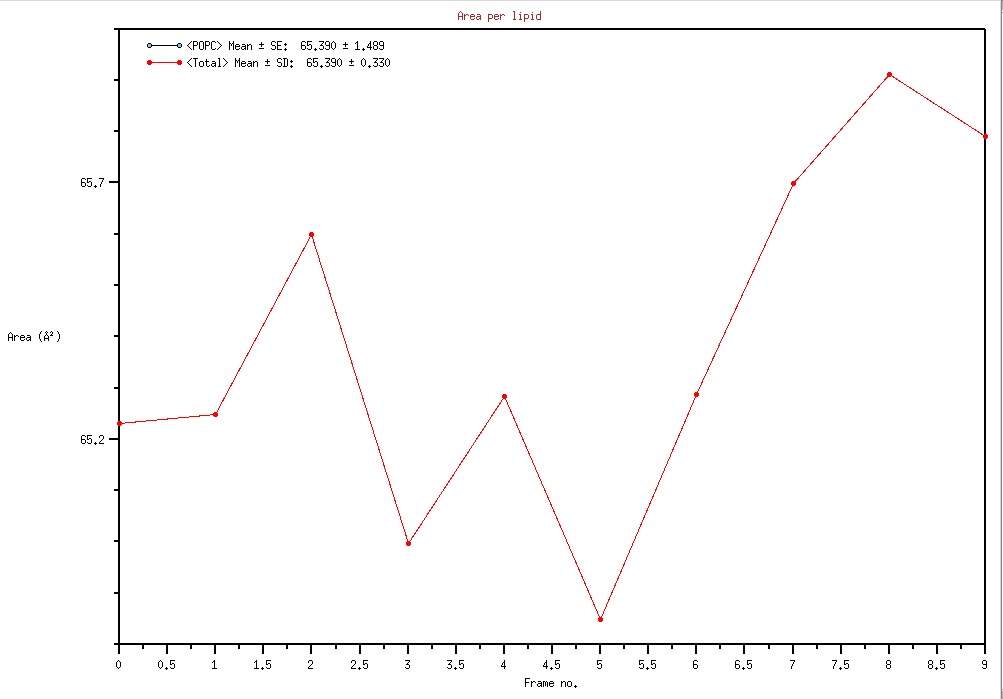 Area per lipid
<POPC> Mean ± SE: 65.390 ± 1.489
<Total> Mean ± SD: 65.390 ± 0.330
65.7
Area (Å²)
65.2
0 0.5 1 1.5 2 2.5 3 3.5 4 4.5 5 5.5 6 6.5 7 7.5 8 8.5 9
Frame no.